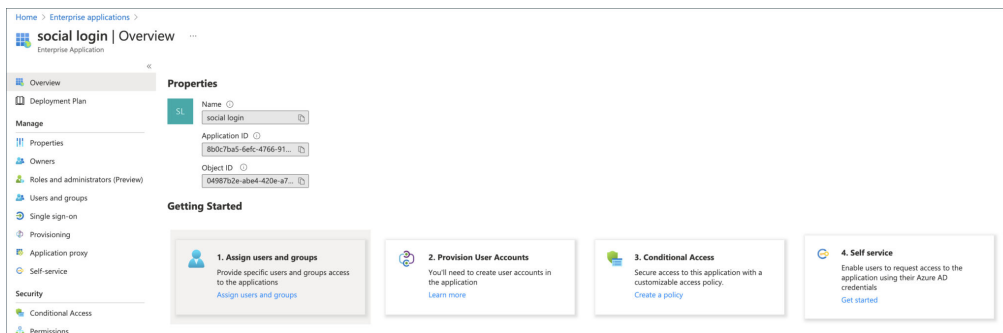 Home > Enterprise applications >
social login | Overview ...
Enterprise Application
«
Overview
Deployment Plan
Manage
Properties
Owners
Roles and administrators (Preview)
Users and groups
Single sign-on
Provisioning
Application proxy
Self-service
Security
Conditional Access
Permissions
Properties
SL
Name
social login
Application ID
8b0c7ba5-6efc-4766-91...
Object ID
04987b2e-abe4-420e-a7...
Getting Started
1. Assign users and groups
Provide specific users and groups access
to the applications
Assign users and groups
2. Provision User Accounts
You'll need to create user accounts in
the application
Learn more
3. Conditional Access
Secure access to this application with a
customizable access policy.
Create a policy
4. Self service
Enable users to request access to the
application using their Azure AD
credentials
Get started